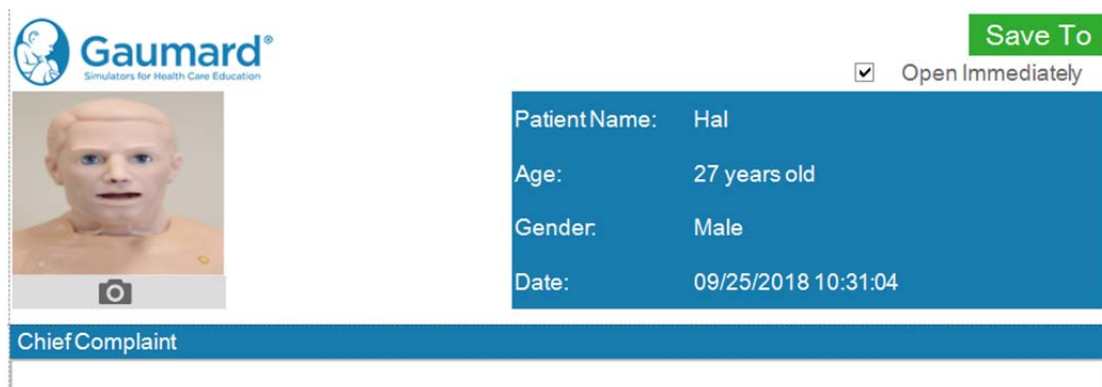 Gaumard®
Simulators for Health Care Education
Save To
Open Immediately
Patient Name: Hal
Age: 27 years old
Gender: Male
Date: 09/25/2018 10:31:04
Chief Complaint